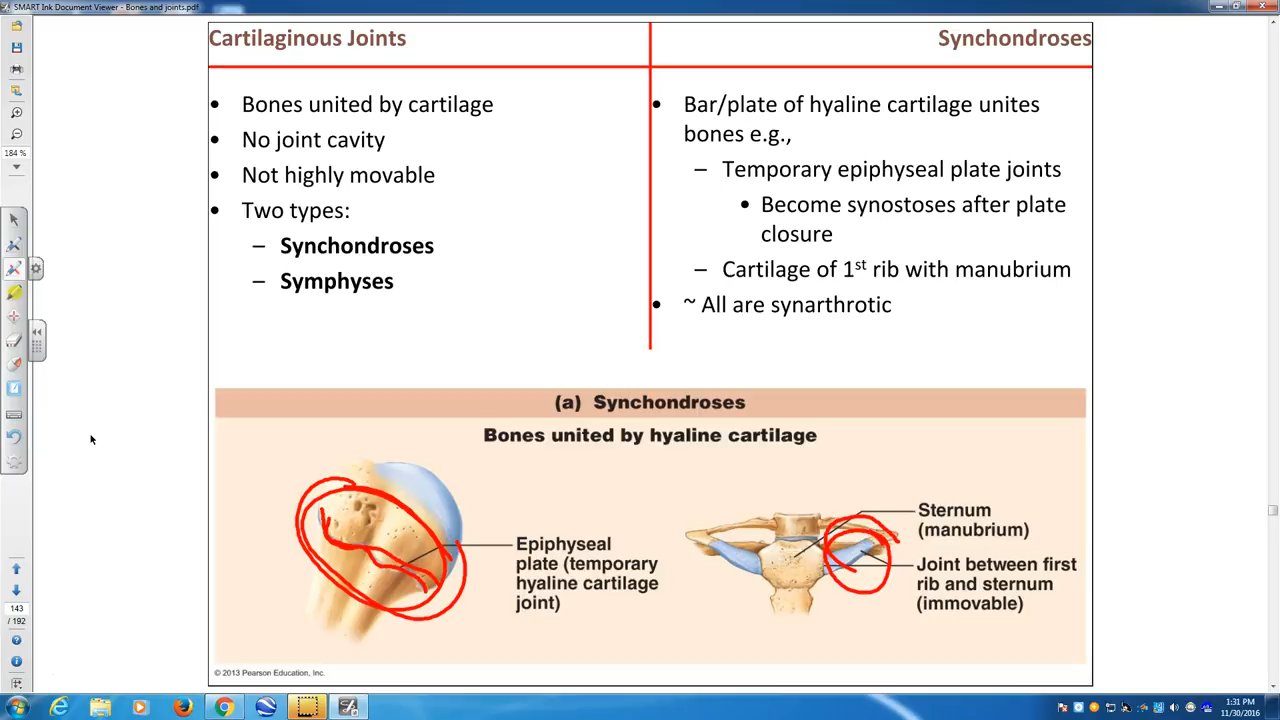 SMART Ink Document Viewer - Bones and joints.pdf
Cartilaginous Joints
• Bones united by cartilage
• No joint cavity
• Not highly movable
• Two types:
– Synchondroses
– Symphyses
Synchondroses
• Bar/plate of hyaline cartilage unites
bones e.g.,
– Temporary epiphyseal plate joints
• Become synostoses after plate
closure
– Cartilage of 1st rib with manubrium
• ~ All are synarthrotic
(a) Synchondroses
Bones united by hyaline cartilage
Epiphyseal
plate (temporary
hyaline cartilage
joint)
Sternum
(manubrium)
Joint between first
rib and sternum
(immovable)
© 2013 Pearson Education, Inc.
184 %
143
/ 192
1:31 PM
11/30/2016